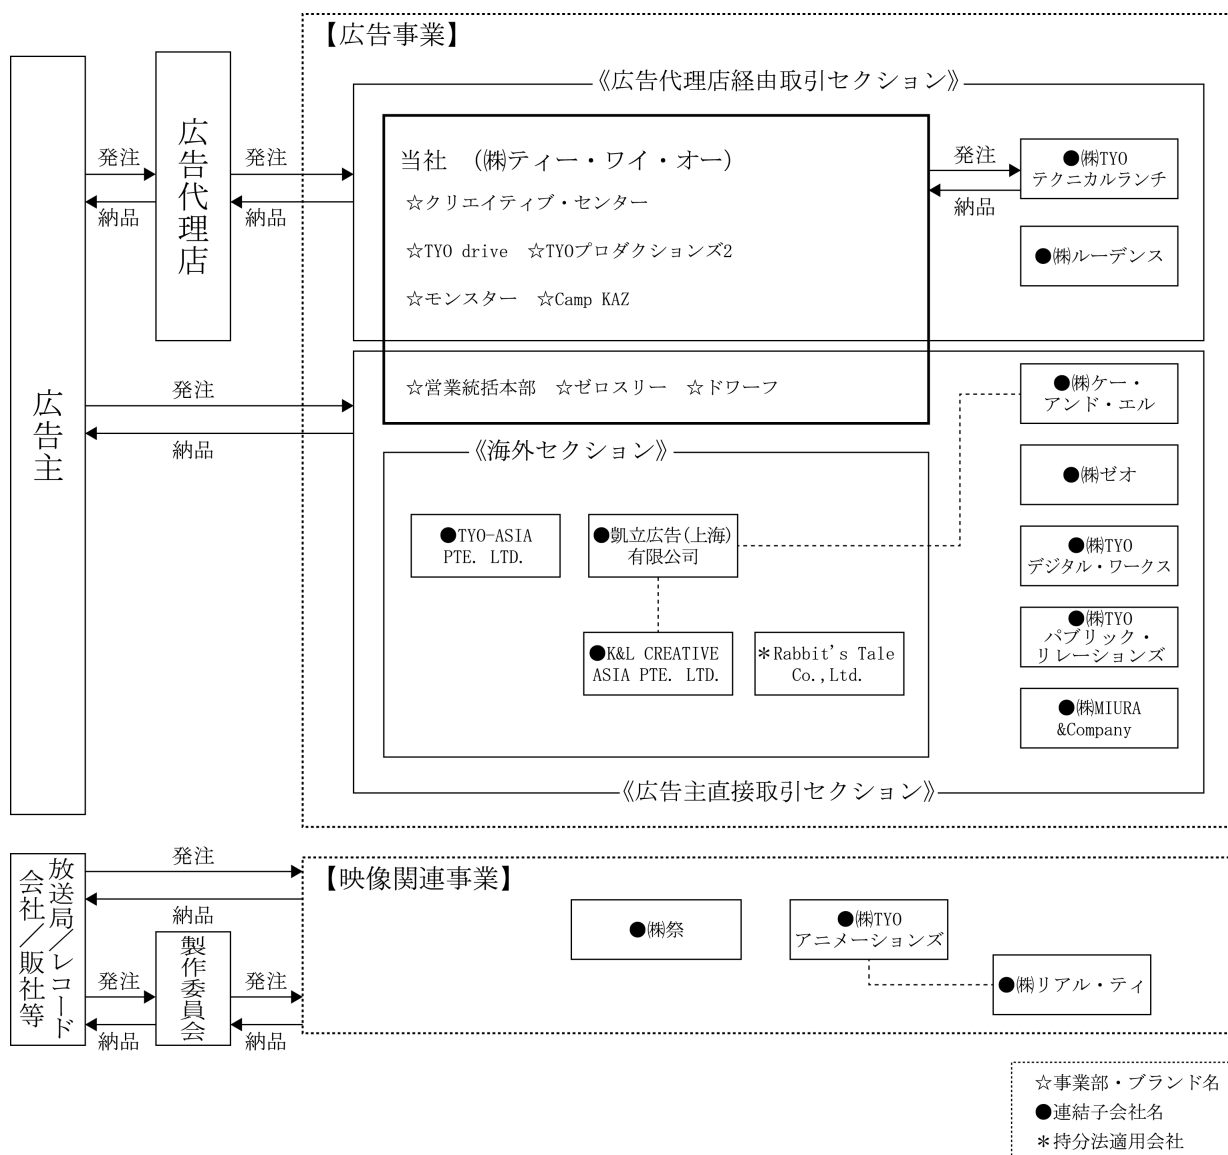 【広告事業】
《広告代理店経由取引セクション》
広告主
発注
納品
広告代理店
発注
納品
当社 (㈱ティー・ワイ・オー)
☆クリエイティブ・センター
☆TYO drive ☆TYOプロダクションズ2
☆モンスター ☆Camp KAZ
発注
納品
●㈱TYO
テクニカルランチ
●㈱ルーデンス
発注
納品
☆営業統括本部 ☆ゼロスリー ☆ドワーフ
《海外セクション》
●TYO-ASIA
PTE. LTD.
●凱立広告(上海)
有限公司
●K&L CREATIVE
ASIA PTE. LTD.
＊Rabbit's Tale
Co.,Ltd.
●㈱ケー・
アンド・エル
●㈱ゼオ
●㈱TYO
デジタル・ワークス
●㈱TYO
パブリック・
リレーションズ
●㈱MIURA
&Company
《広告主直接取引セクション》
放送局／レコード
会社／販社等
発注
納品
発注
納品
製作委員会
発注
納品
【映像関連事業】
●㈱祭
●㈱TYO
アニメーションズ
●㈱リアル・ティ
☆事業部・ブランド名
●連結子会社名
＊持分法適用会社